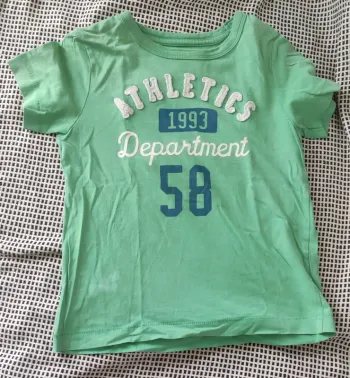 ATHLETICS
1993
Department
58